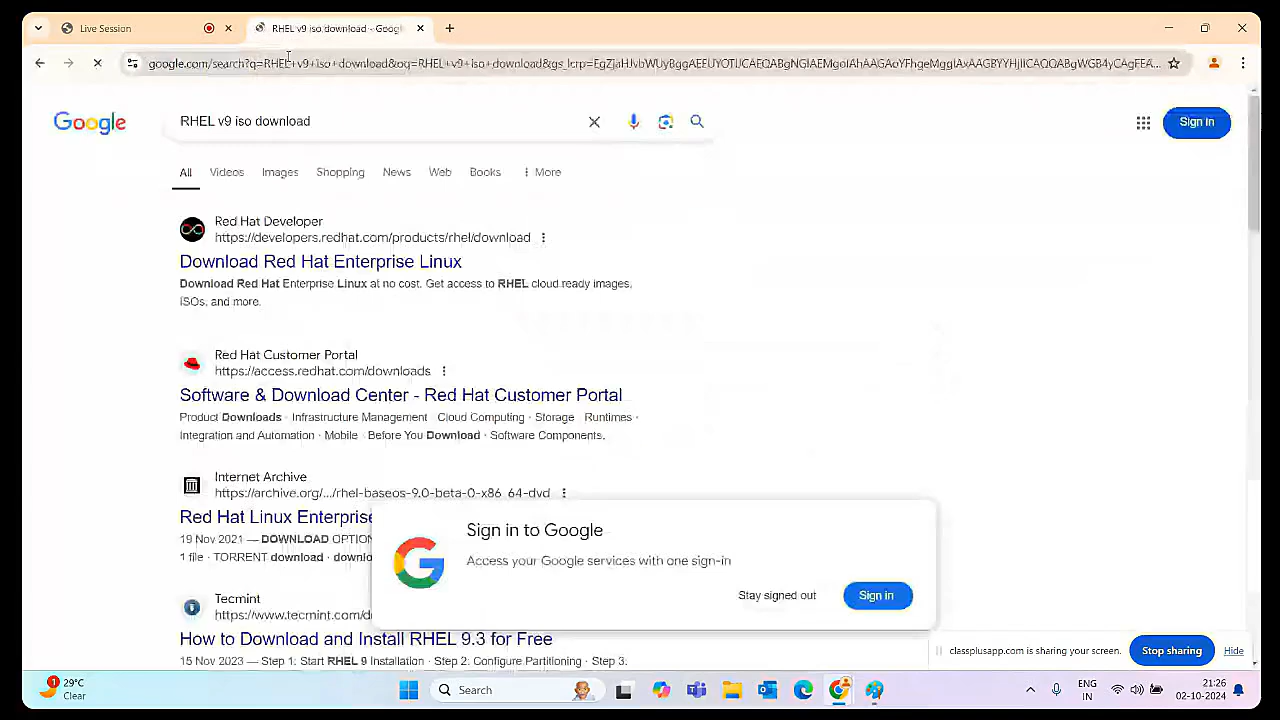 Live Session
RHEL v9 iso download - Googl
google.com/search?q=RHEL+v9+iso+download&oq=RHEL+v9+iso+download&gs_lcrp=
Google
RHEL v9 iso download
Sign in
All Videos Images Shopping News Web Books More
Red Hat Developer
https://developers.redhat.com/products/rhel/download
Download Red Hat Enterprise Linux
Download Red Hat Enterprise Linux at no cost. Get access to RHEL cloud ready images,
ISOs, and more.
Red Hat Customer Portal
https://access.redhat.com/downloads
Software & Download Center - Red Hat Customer Portal
Product Downloads · Infrastructure Management · Cloud Computing · Storage · Runtimes ·
Integration and Automation · Mobile · Before You Download · Software Components.
Internet Archive
https://archive.org/.../rhel-baseos-9.0-beta-0-x86_64-dvd
Red Hat Linux Enterprise
19 Nov 2021 — DOWNLOAD OPTION
1 file · TORRENT download · downlo
Sign in to Google
Access your Google services with one sign-in
Stay signed out
Sign in
Tecmint
https://www.tecmint.com/d
How to Download and Install RHEL 9.3 for Free
15 Nov 2023 — Step 1: Start RHEL 9 Installation · Step 2: Configure Partitioning · Step 3.
classplusapp.com is sharing your screen.
Stop sharing
Hide
1
29°C
Clear
Search
ENG
IN
21:26
02-10-2024